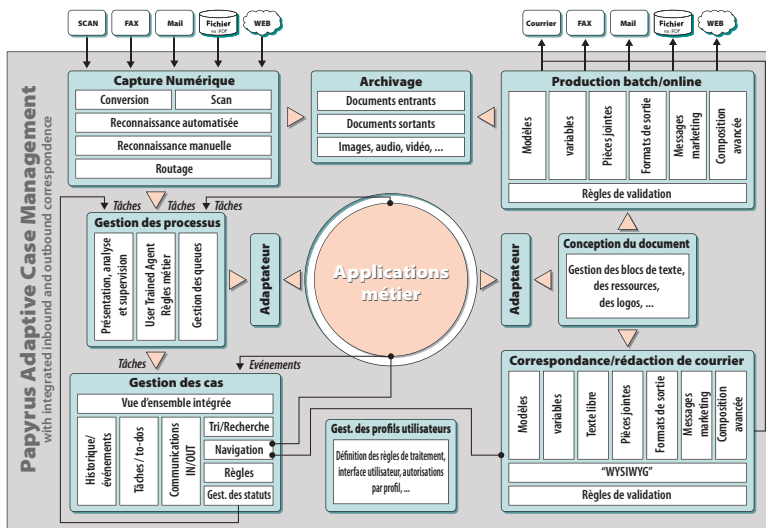 SCAN
FAX
Mail
Fichier
ex :PDF
WEB
Courrier
FAX
Mail
Fichier
ex :PDF
WEB
Papyrus Adaptive Case Management
with integrated inbound and outbound correspondence
Capture Numérique
Conversion
Scan
Reconnaissance automatisée
Reconnaissance manuelle
Routage
Archivage
Documents entrants
Documents sortants
Images, audio, vidéo, ...
Production batch/online
Modèles
variables
Pièces jointes
Formats de sortie
Messages
marketing
Composition
avancée
Règles de validation
Tâches
Tâches
Tâches
Gestion des processus
Présentation, analyse
et supervision
User Trained Agent
Règles métier
Gestion des queues
Adaptateur
Applications
métier
Adaptateur
Conception du document
Gestion des blocs de texte,
des ressources,
des logos, ...
Tâches
Evénements
Gestion des cas
Vue d'ensemble intégrée
Historique/
événements
Tâches / to-dos
Communications
IN/OUT
Tri/Recherche
Navigation
Règles
Gest. des statuts
Gest. des profils utilisateurs
Définition des règles de traitement,
interface utilisateur, autorisations
par profil, ...
Correspondance/rédaction de courrier
Modèles
variables
Texte libre
Pièces jointes
Formats de sortie
Messages
marketing
Composition
avancée
“WYSIWYG”
Règles de validation